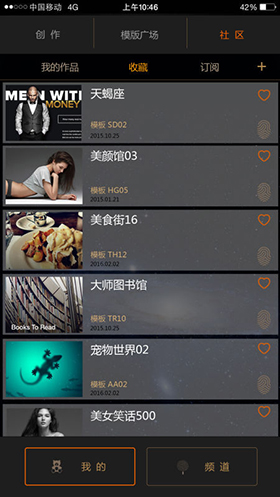 中国移动 4G 上午10:46
创作 模版广场 社区
我的作品 收藏 订阅 +
MEN WITH
MONEY
天蝎座
模板 SD02
2015.10.25
美颜馆03
模板 HG05
2015.01.21
美食街16
模板 TH12
2016.02.02
大师图书馆
模板 TR10
2015.10.25
Books To Read
宠物世界02
模板 AA02
2016.02.02
美女笑话500
我的 频道